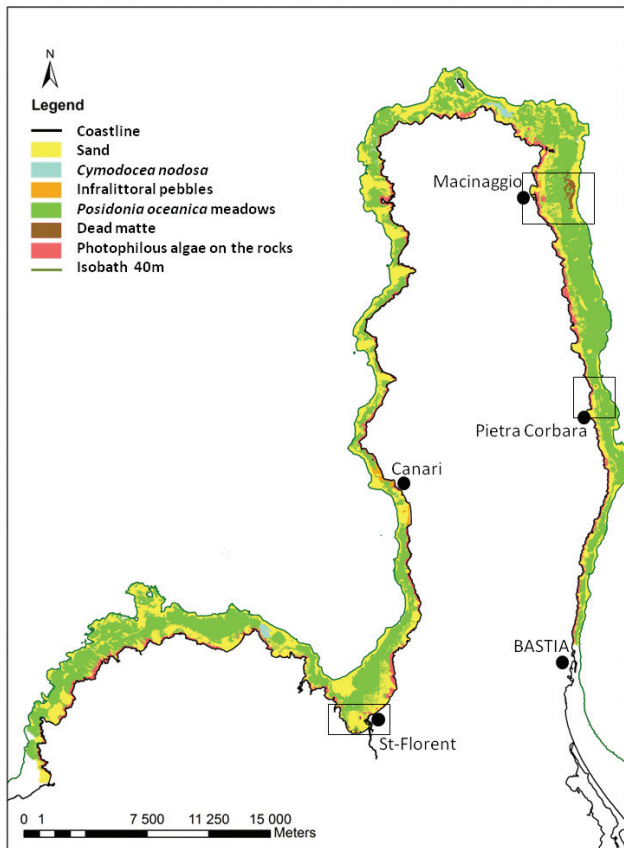 N
Legend
Coastline
Sand
Cymodocea nodosa
Infralittoral pebbles
Posidonia oceanica meadows
Dead matte
Photophilous algae on the rocks
Isobath 40m
Macinaggio
Pietra Corbara
Canari
BASTIA
St-Florent
0 1 7 500 11 250 15 000
Meters